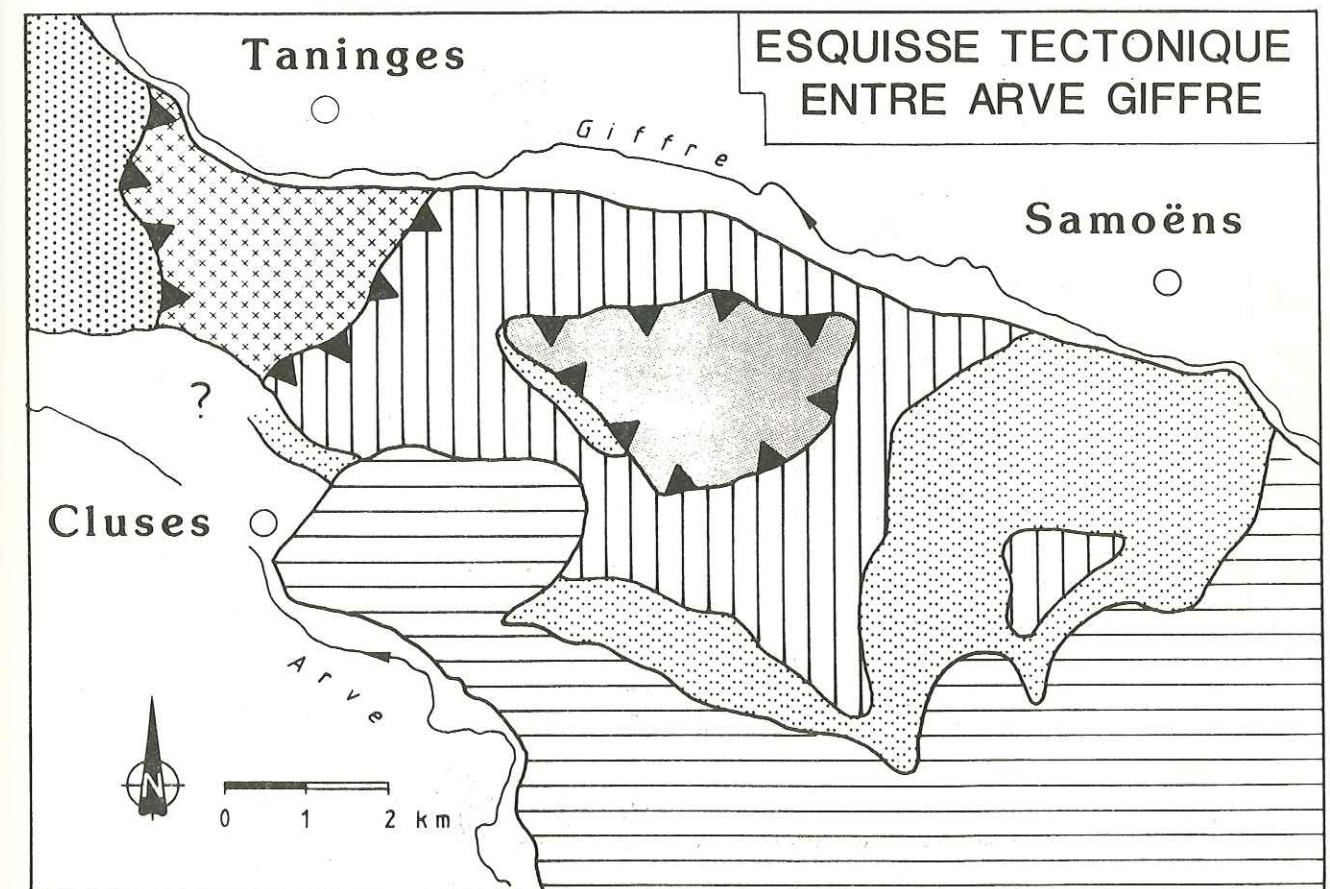 ESQUISSE TECTONIQUE
ENTRE ARVE GIFFRE
Taninges
Giffre
Samoëns
?
Cluses
Arve
N
0 1 2 km